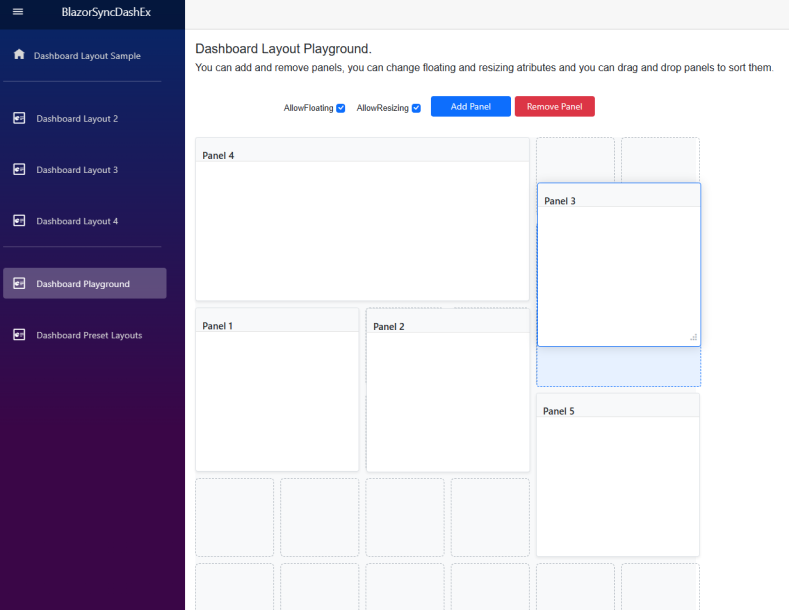 BlazorSyncDashEx
Dashboard Layout Sample
Dashboard Layout 2
Dashboard Layout 3
Dashboard Layout 4
Dashboard Playground
Dashboard Preset Layouts
Dashboard Layout Playground.
You can add and remove panels, you can change floating and resizing atributes and you can drag and drop panels to sort them.
AllowFloating AllowResizing Add Panel Remove Panel
Panel 4
Panel 3
Panel 1
Panel 2
Panel 5